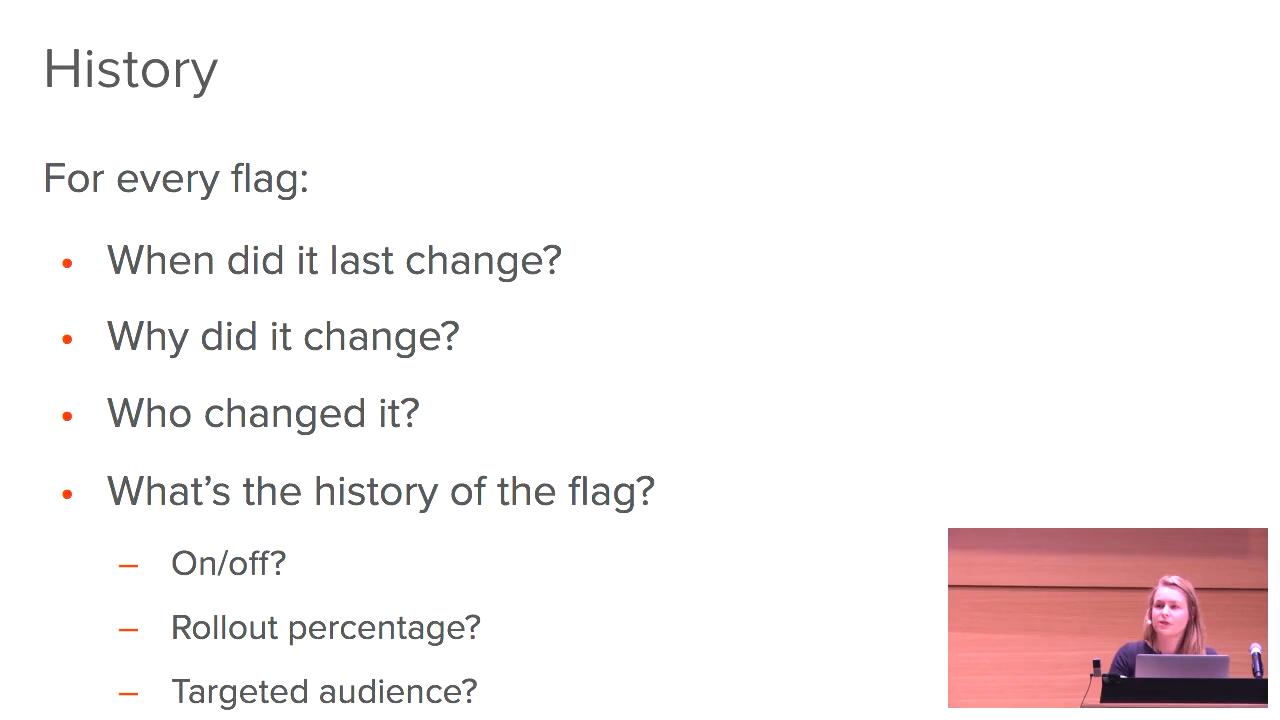 History
For every flag:
• When did it last change?
• Why did it change?
• Who changed it?
• What’s the history of the flag?
– On/off?
– Rollout percentage?
– Targeted audience?